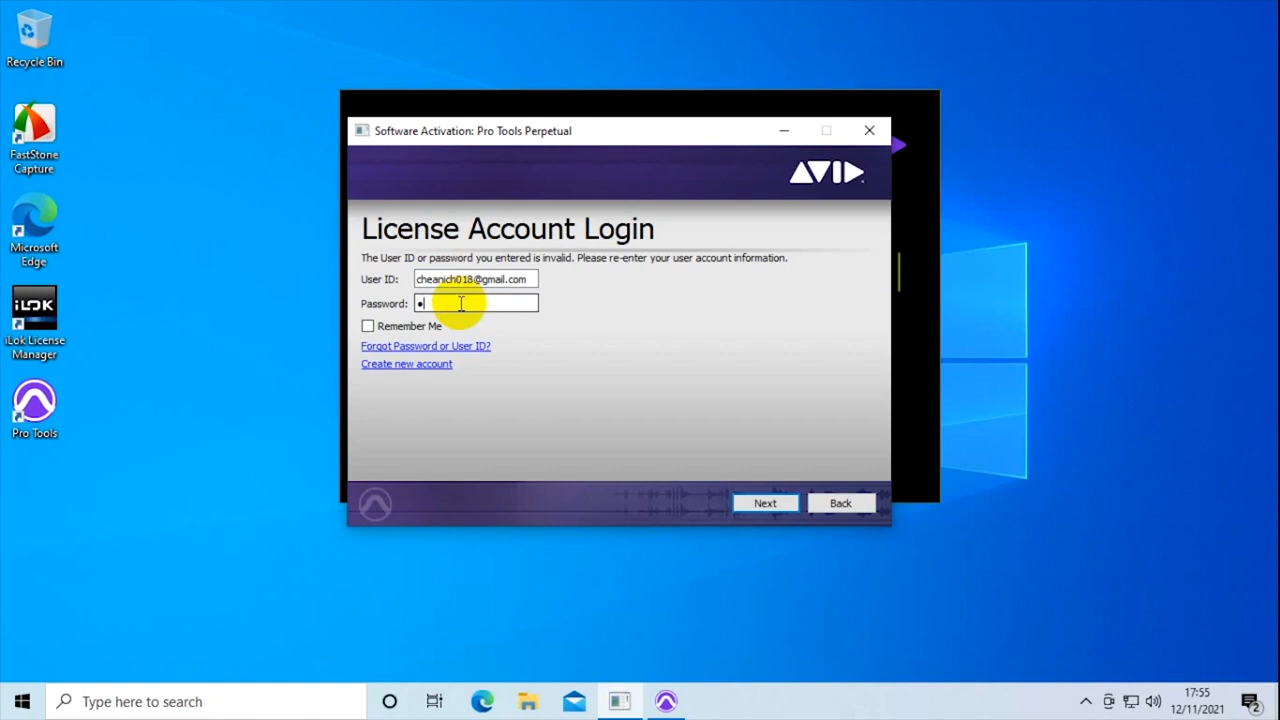 Recycle Bin
FastStone
Capture
Microsoft
Edge
iLOK
iLok License
Manager
Pro Tools
Software Activation: Pro Tools Perpetual
AVID
License Account Login
The User ID or password you entered is invalid. Please re-enter your user account information.
User ID: cheanich018@gmail.com
Password: ●
Remember Me
Forgot Password or User ID?
Create new account
Next Back
Type here to search
17:55
12/11/2021
2